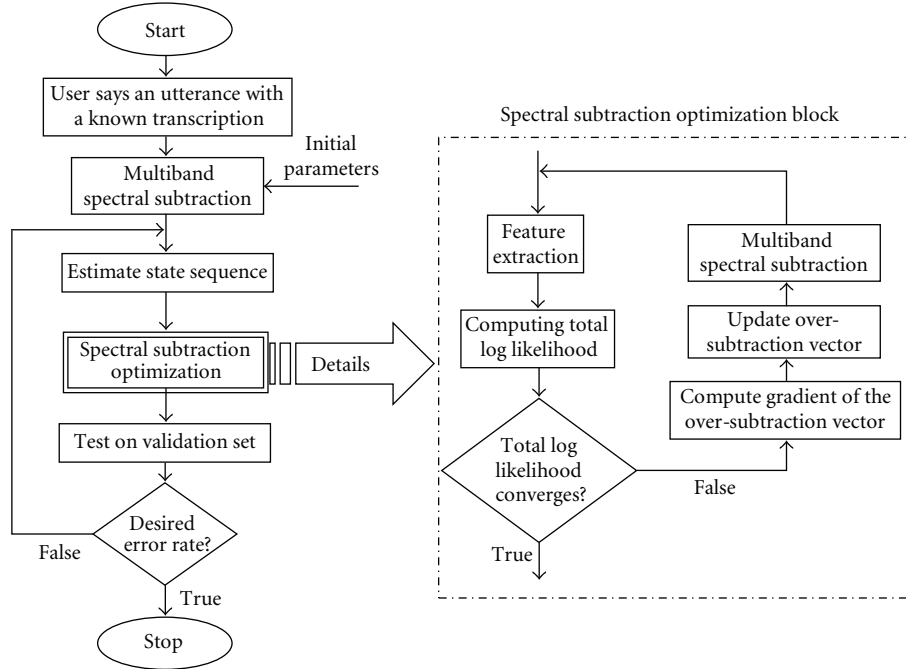 Start
User says an utterance with
a known transcription
Initial
parameters
Multiband
spectral subtraction
Estimate state sequence
Spectral subtraction
optimization
Details
Test on validation set
Desired
error rate?
False
True
Stop
Spectral subtraction optimization block
Feature
extraction
Computing total
log likelihood
Total log
likelihood
converges?
False
True
Multiband
spectral subtraction
Update over-
subtraction vector
Compute gradient of the
over-subtraction vector